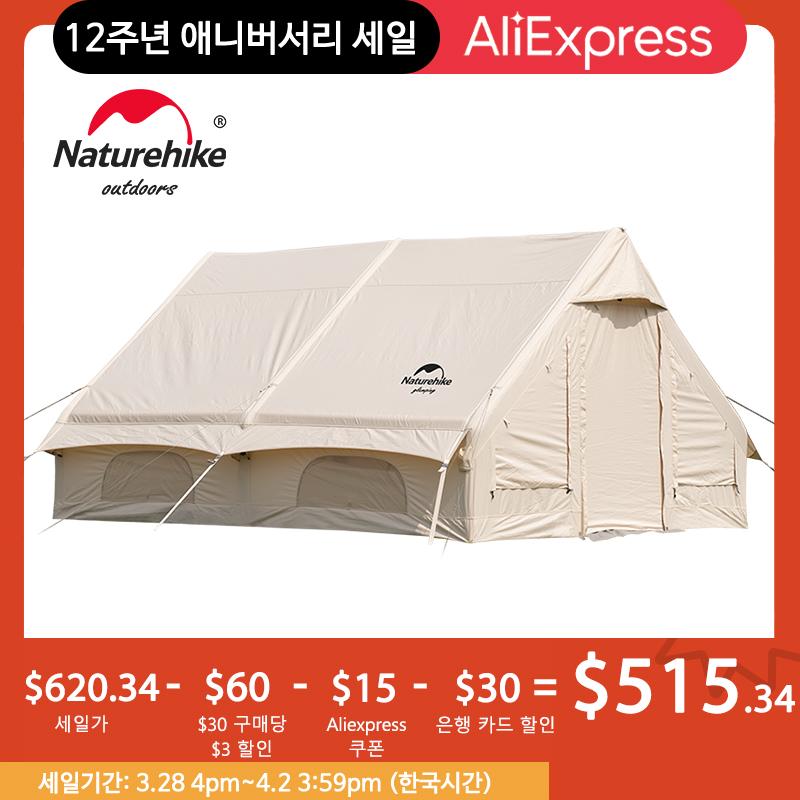 12주년 애니버서리 세일
AliExpress
Naturehike®
outdoors
Naturehike
glamping
$620.34 - $60 - $15 - $30 = $515.34
세일가
$30 구매당
$3 할인
Aliexpress
쿠폰
은행 카드 할인
세일기간: 3.28 4pm~4.2 3:59pm (한국시간)